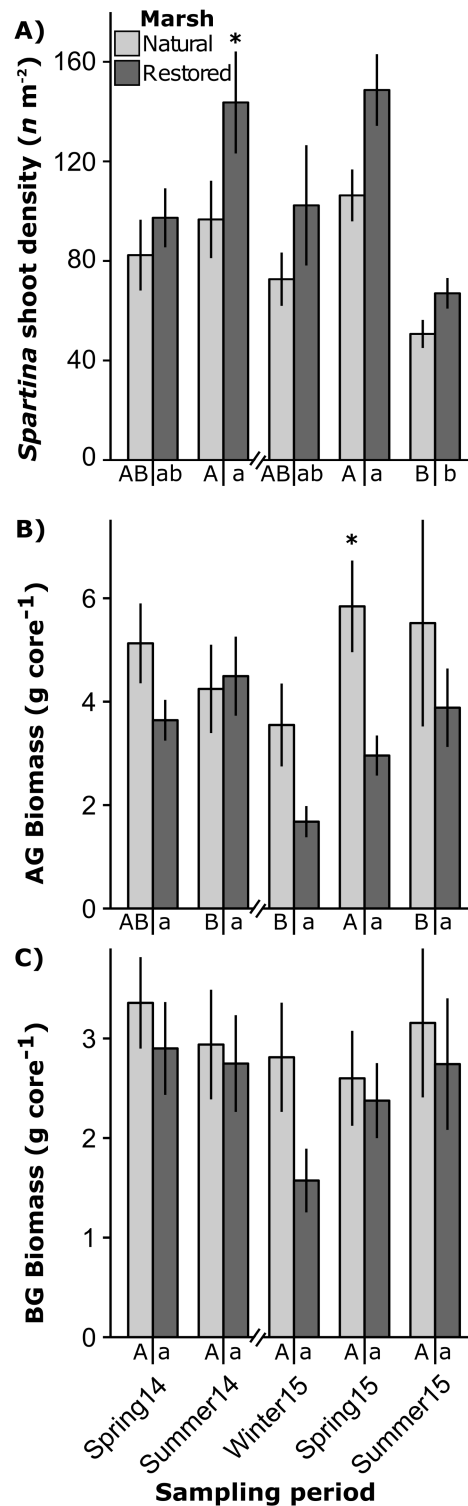 A)
Marsh
Natural
Restored
*
Spartina shoot density (n m⁻²)
160
120
80
40
0
AB ab A a AB ab A a B b
B)
*
AG Biomass (g core⁻¹)
6
4
2
0
AB a B a B a A a B a
C)
BG Biomass (g core⁻¹)
3
2
1
0
A a A a A a A a A a
Spring14 Summer14 Winter15 Spring15 Summer15
Sampling period